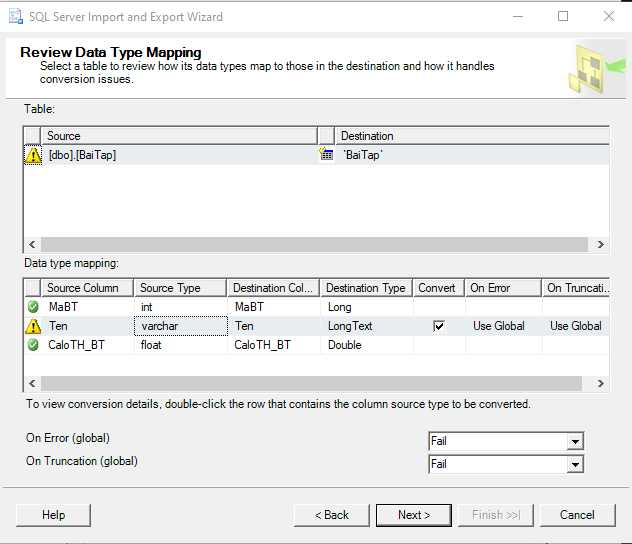 SQL Server Import and Export Wizard
Review Data Type Mapping
Select a table to review how its data types map to those in the destination and how it handles
conversion issues.
Table:
Source Destination
[dbo].[BaiTap] `BaiTap`
Data type mapping:
Source Column Source Type Destination Col... Destination Type Convert On Error On Truncati...
MaBT int MaBT Long
Ten varchar Ten LongText Use Global Use Global
CaloTH_BT float CaloTH_BT Double
To view conversion details, double-click the row that contains the column source type to be converted.
On Error (global) Fail
On Truncation (global) Fail
Help < Back Next > Finish >>| Cancel